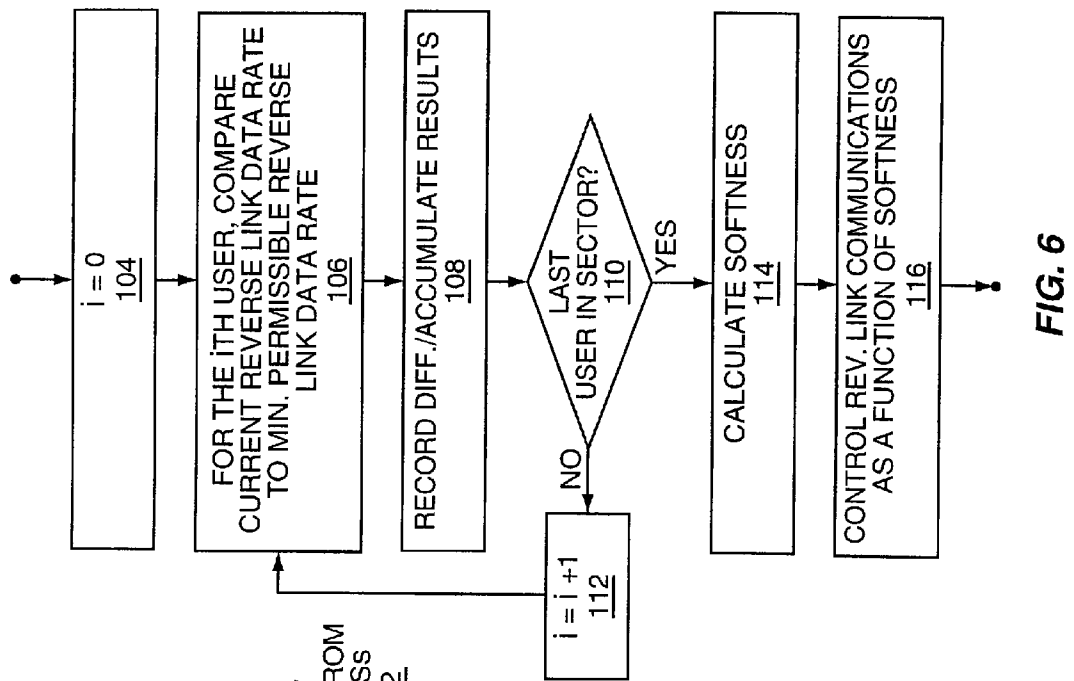 i = 0
104
FOR THE iTH USER, COMPARE
CURRENT REVERSE LINK DATA RATE
TO MIN. PERMISSIBLE REVERSE
LINK DATA RATE
106
RECORD DIFF./ACCUMULATE RESULTS
108
LAST
USER IN SECTOR?
110
NO
YES
i = i +1
112
CALCULATE SOFTNESS
114
CONTROL REV. LINK COMMUNICATIONS
AS A FUNCTION OF SOFTNESS
116
FIG. 6